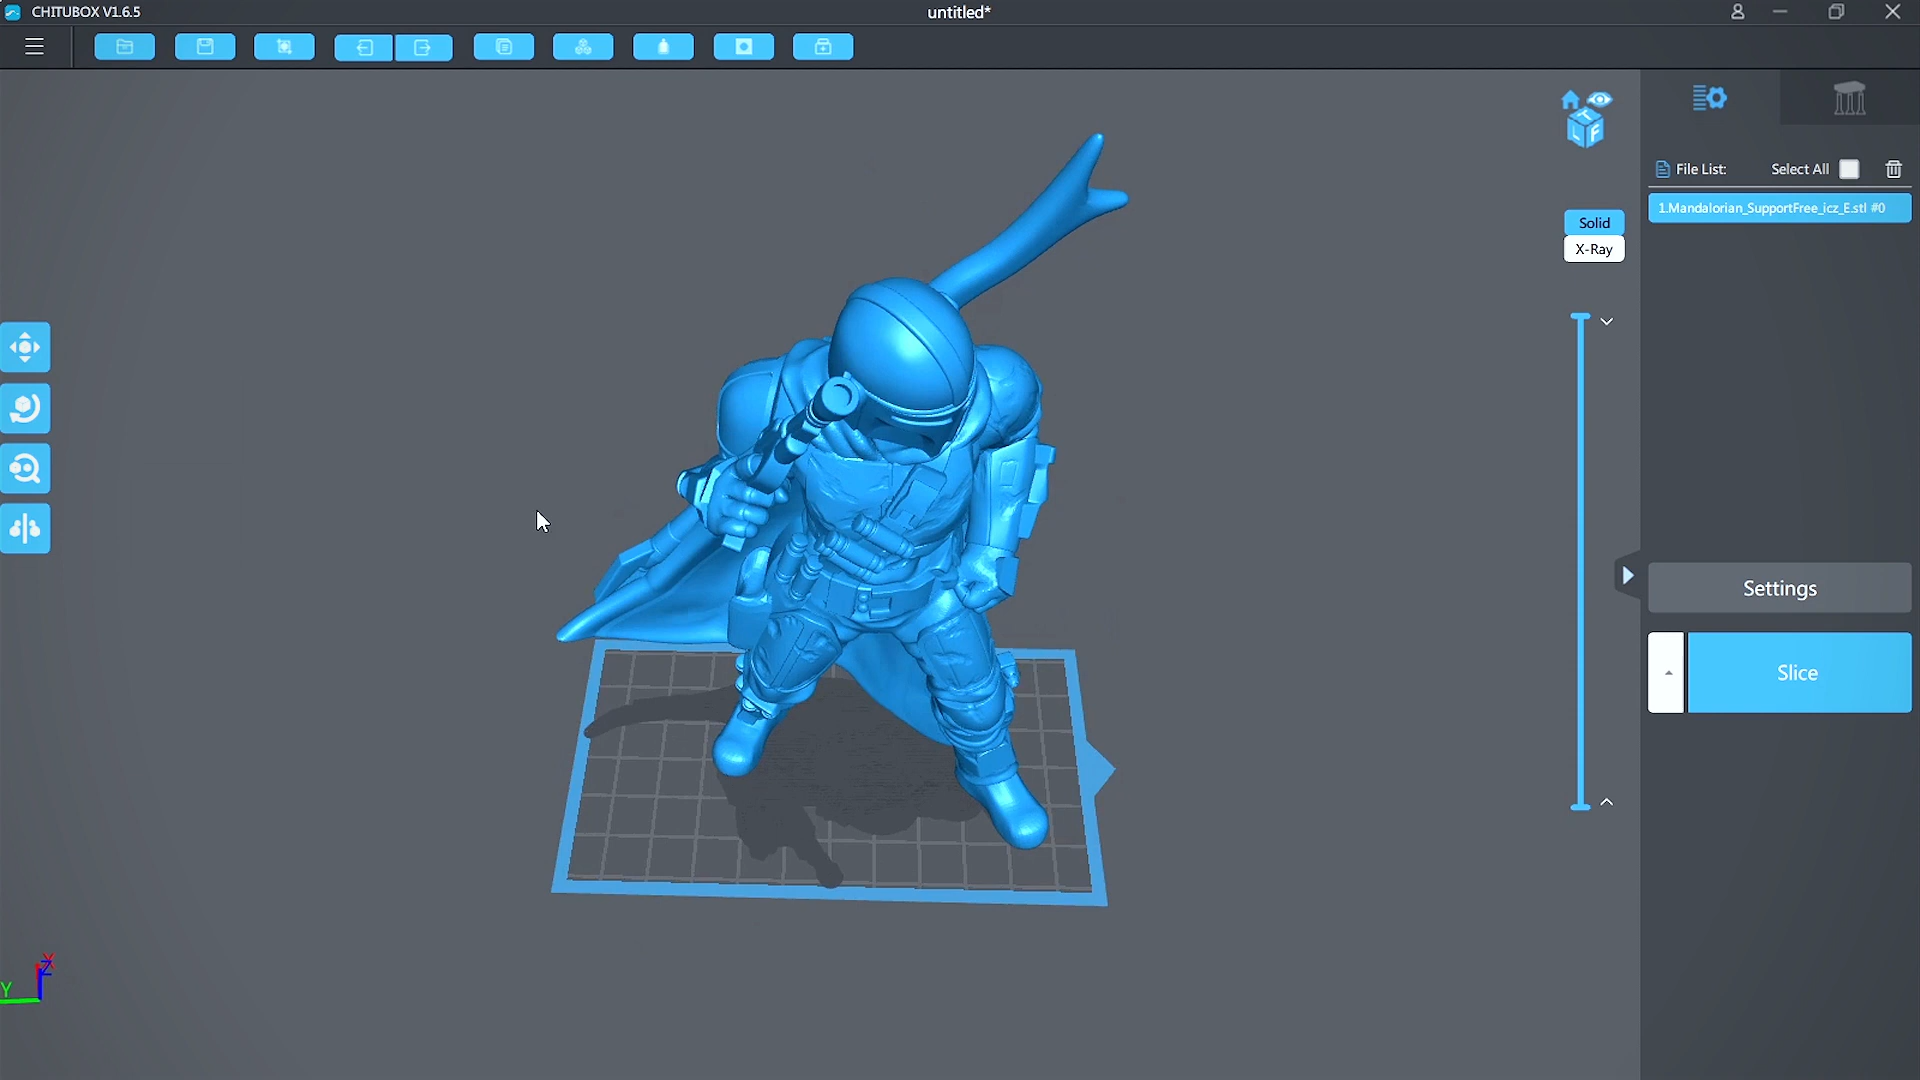 CHITUBOX V1.6.5
untitled*
T
L F
File List: Select All
1.Mandalorian_SupportFree_icz_E.stl #0
Solid
X-Ray
Settings
Slice
X
Z
Y